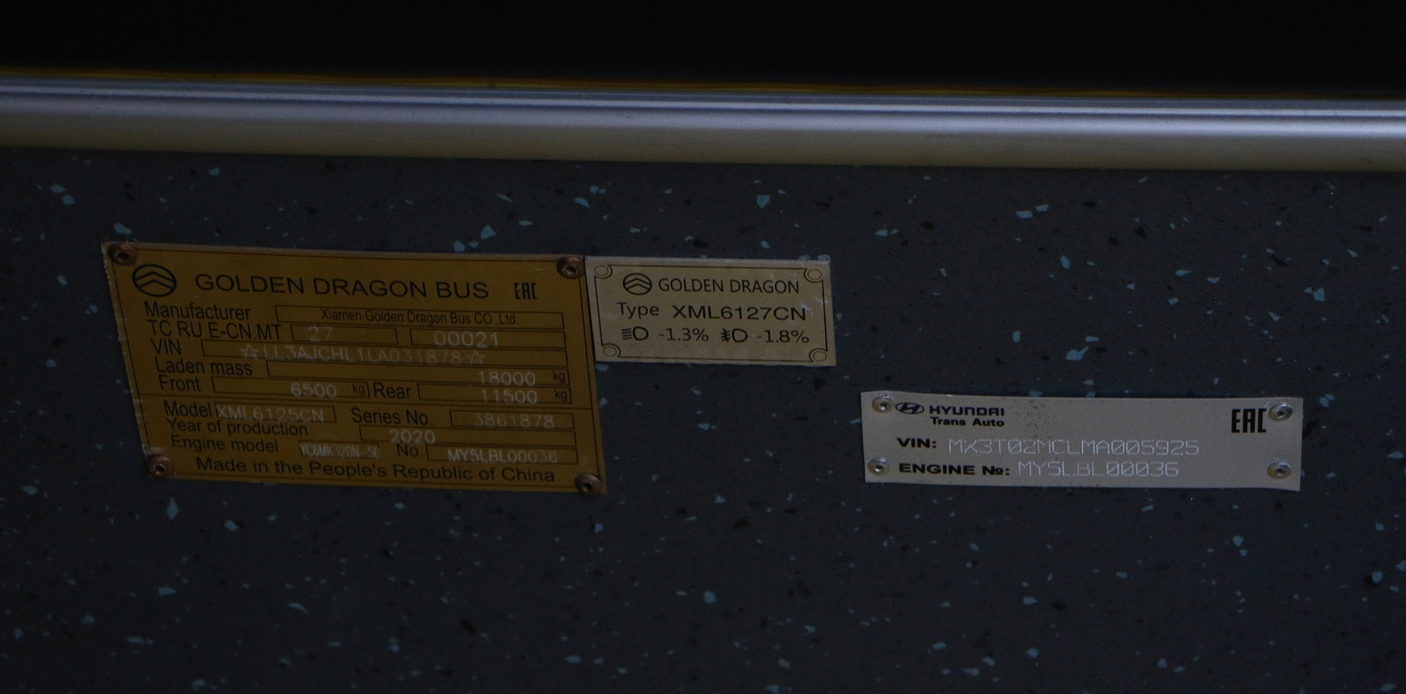 GOLDEN DRAGON BUS EAC
Manufacturer Xiamen Golden Dragon Bus CO.,Ltd
TC RU E-CN.MT 27 00021
VIN ☆LL3AJCHL1LA031878☆
Laden mass 18000 kg
Front 6500 kg Rear 11500 kg
Model XML6125CN Series No. 3861878
Year of production 2020
Engine model YC6MK320N-50 No. MY5LBL00036
Made in the People's Republic of China
GOLDEN DRAGON
Type XML6127CN
-1.3% -1.8%
HYUNDAI EAC
Trans Auto
VIN: MX3T02MCLMA005925
ENGINE №: MY5LBL00036